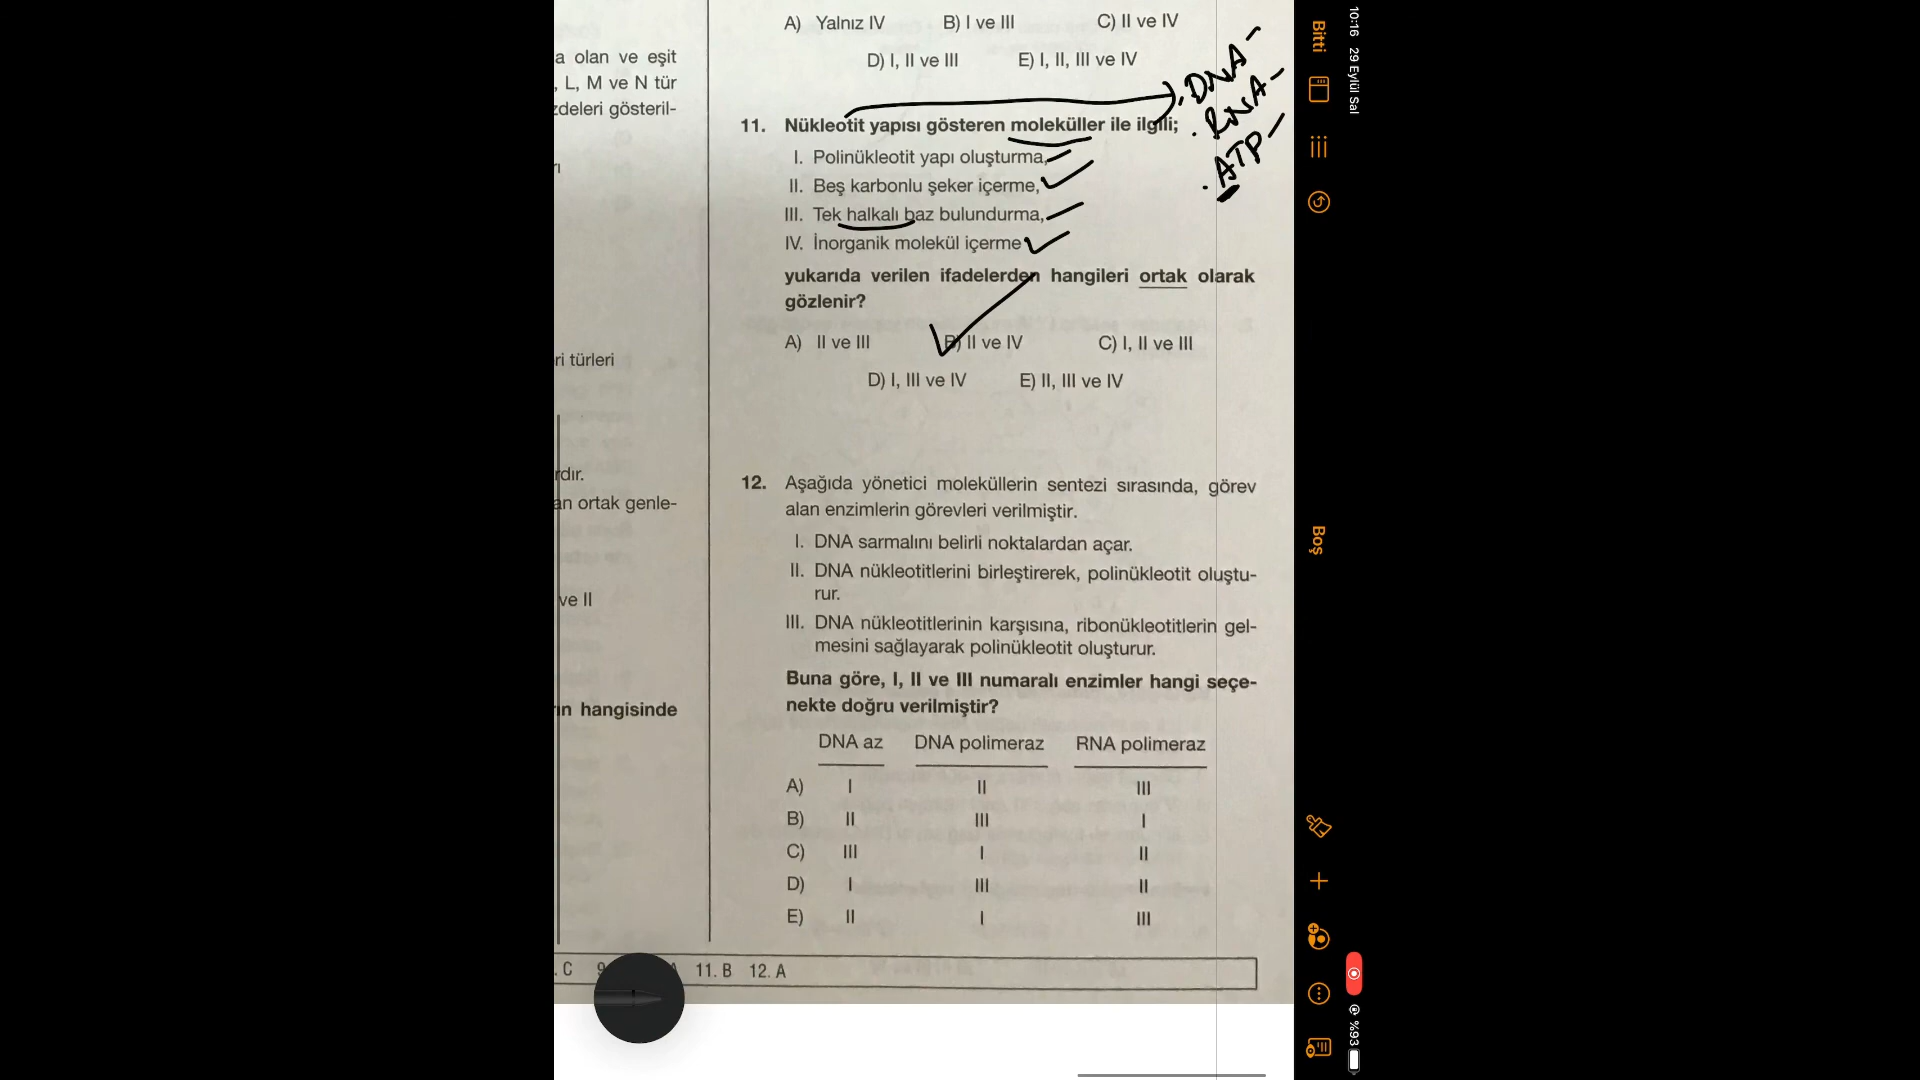 A) Yalnız IV B) I ve III C) II ve IV
D) I, II ve III E) I, II, III ve IV
a olan ve eşit
, L, M ve N tür
zdeleri gösteril-
ri türleri
rdır.
an ortak genle-
ve II
ın hangisinde
11. Nükleotit yapısı gösteren moleküller ile ilgili;
I. Polinükleotit yapı oluşturma,
II. Beş karbonlu şeker içerme,
III. Tek halkalı baz bulundurma,
IV. İnorganik molekül içerme
yukarıda verilen ifadelerden hangileri ortak olarak
gözlenir?
A) II ve III B) II ve IV C) I, II ve III
D) I, III ve IV E) II, III ve IV
. DNA -
. RNA -
. ATP -
12. Aşağıda yönetici moleküllerin sentezi sırasında, görev
alan enzimlerin görevleri verilmiştir.
I. DNA sarmalını belirli noktalardan açar.
II. DNA nükleotitlerini birleştirerek, polinükleotit oluştu-
rur.
III. DNA nükleotitlerinin karşısına, ribonükleotitlerin gel-
mesini sağlayarak polinükleotit oluşturur.
Buna göre, I, II ve III numaralı enzimler hangi seçe-
nekte doğru verilmiştir?
DNA az DNA polimeraz RNA polimeraz
A) I II III
B) II III I
C) III I II
D) I III II
E) II I III
. C 9 A 11. B 12. A
Bitti
10:16 29 Eylül Sal
Boş
%93